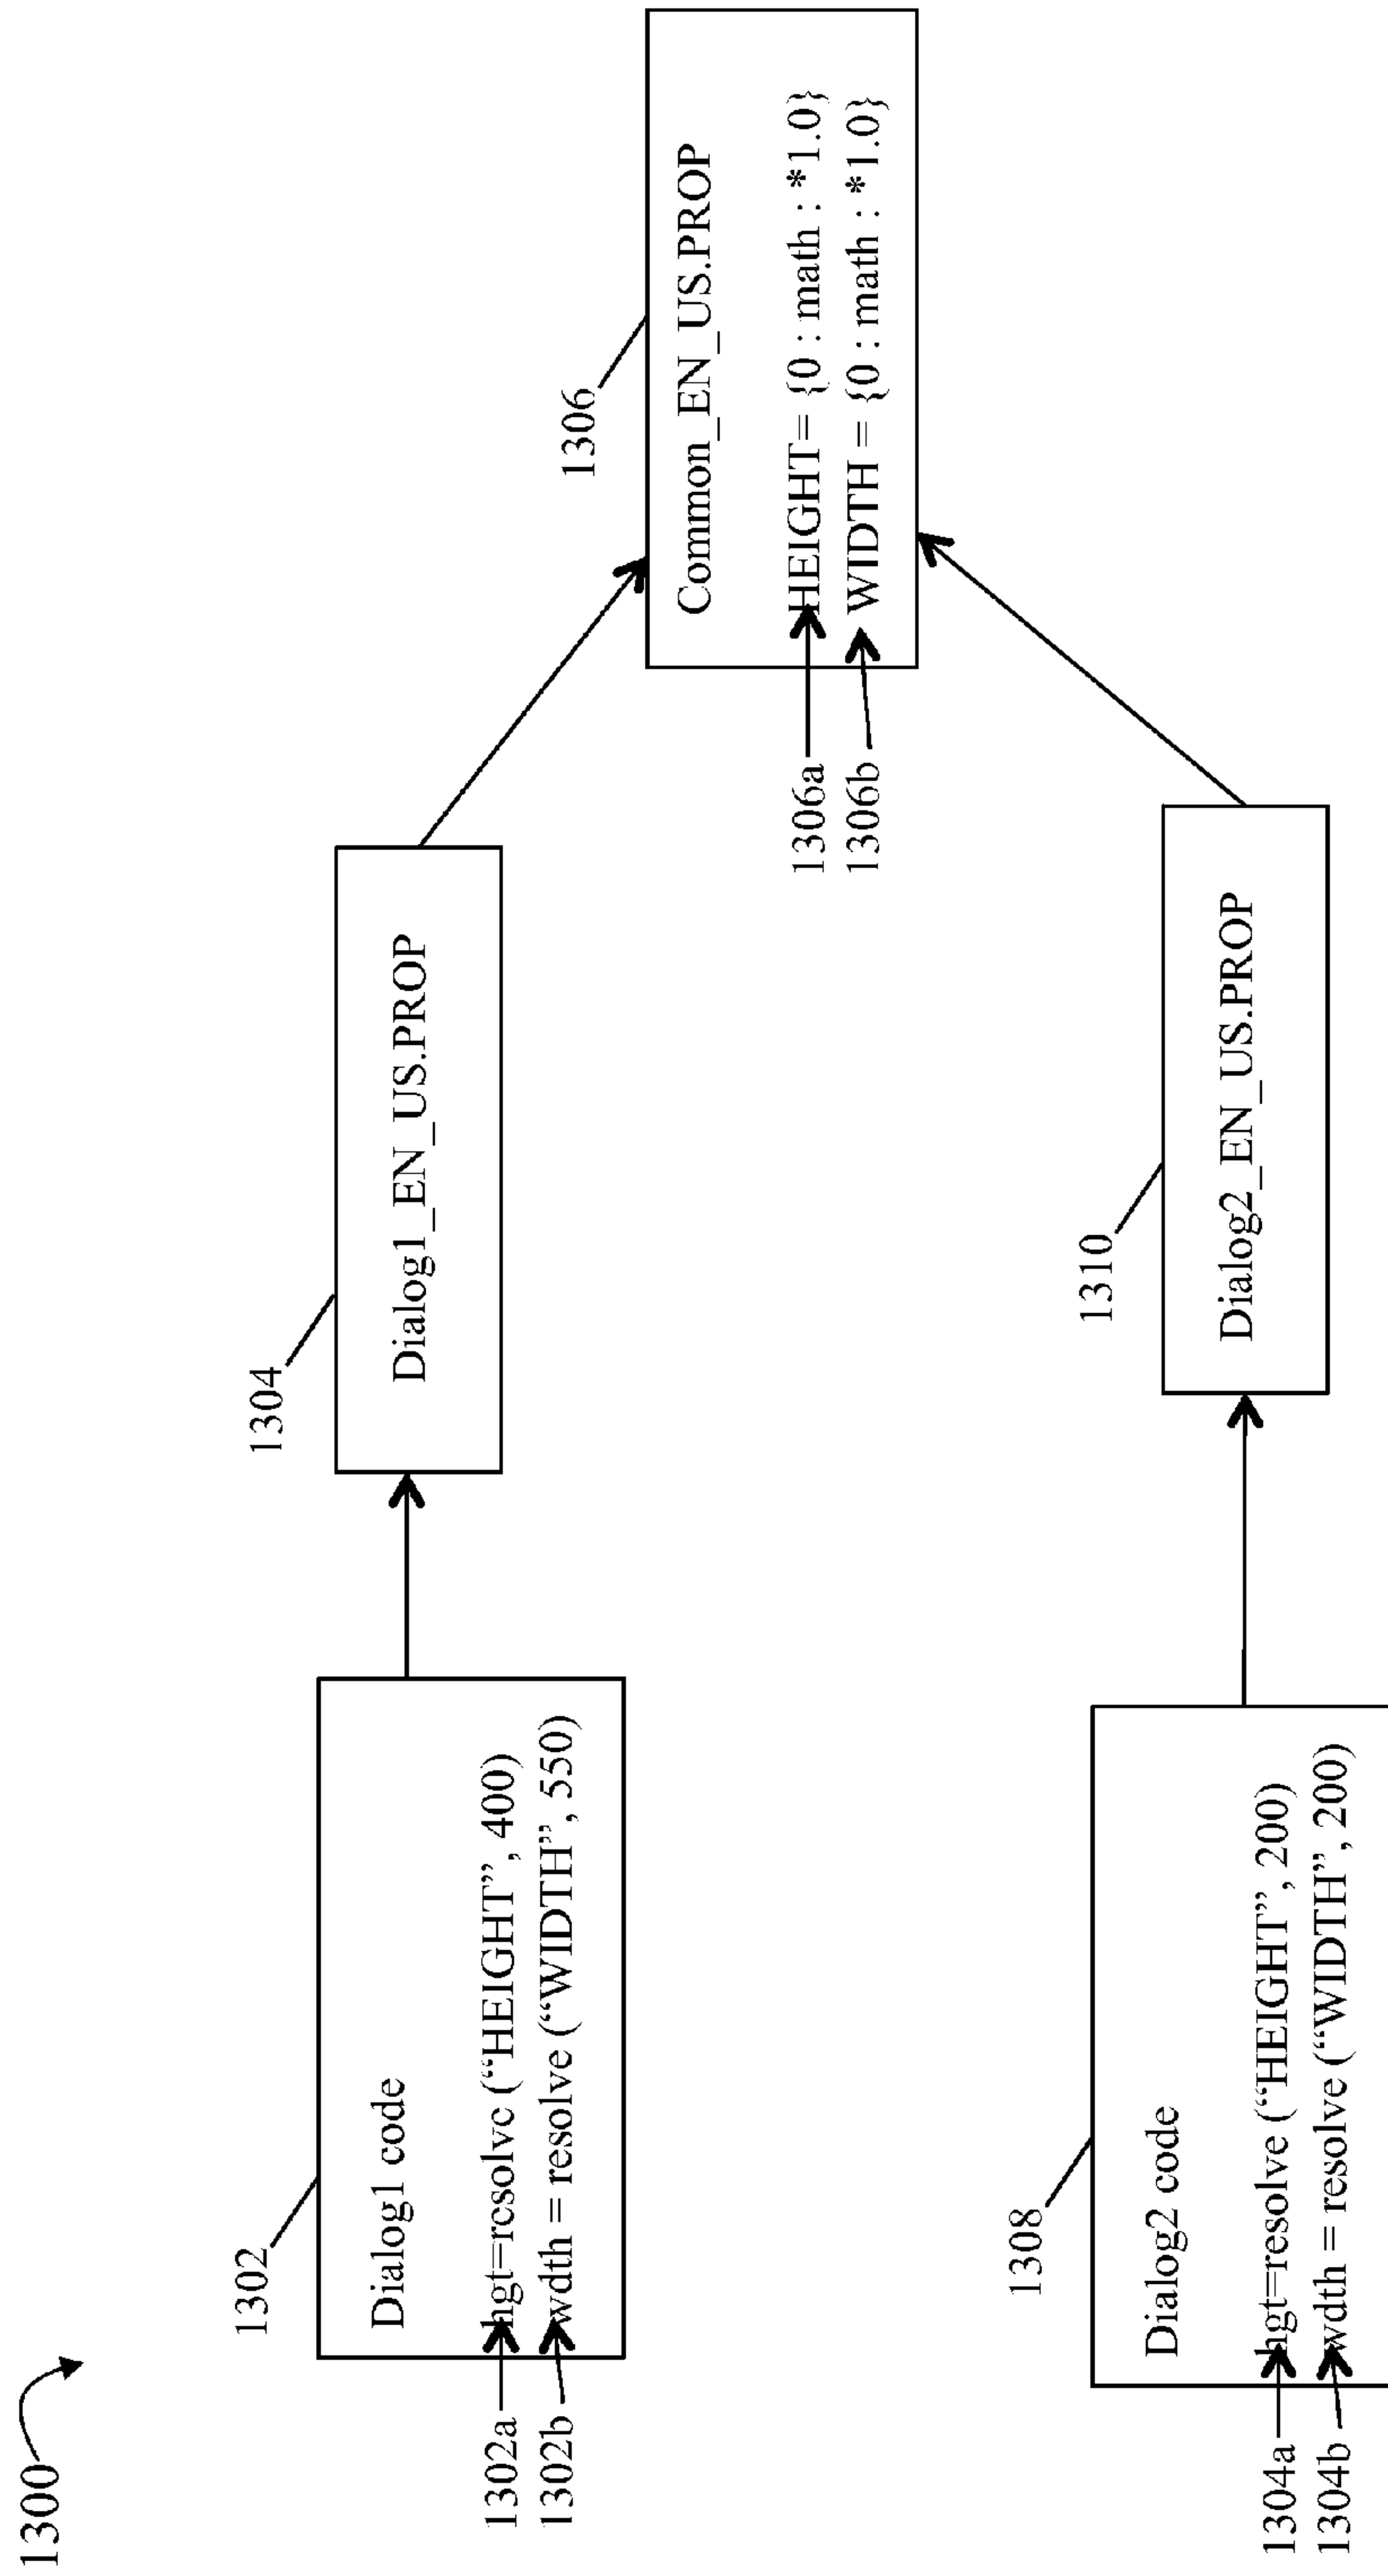 1300
1302
Dialog1 code
1302a
hgt=resolve (“HEIGHT”, 400)
1302b
wdth = resolve (“WIDTH”, 550)
1304
Dialog1_EN_US.PROP
1306
Common_EN_US.PROP
1306a
HEIGHT= {0 : math : *1.0}
1306b
WIDTH = {0 : math : *1.0}
1308
Dialog2 code
1304a
hgt=resolve (“HEIGHT”, 200)
1304b
wdth = resolve (“WIDTH”, 200)
1310
Dialog2_EN_US.PROP